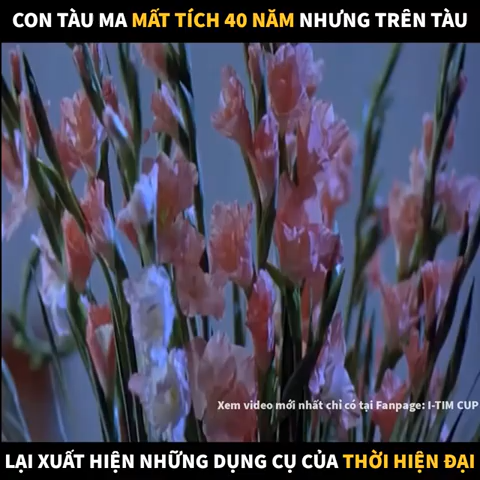 CON TÀU MA MẤT TÍCH 40 NĂM NHƯNG TRÊN TÀU
Xem video mới nhất chỉ có tại Fanpage: I-TIM CUP
LẠI XUẤT HIỆN NHỮNG DỤNG CỤ CỦA THỜI HIỆN ĐẠI